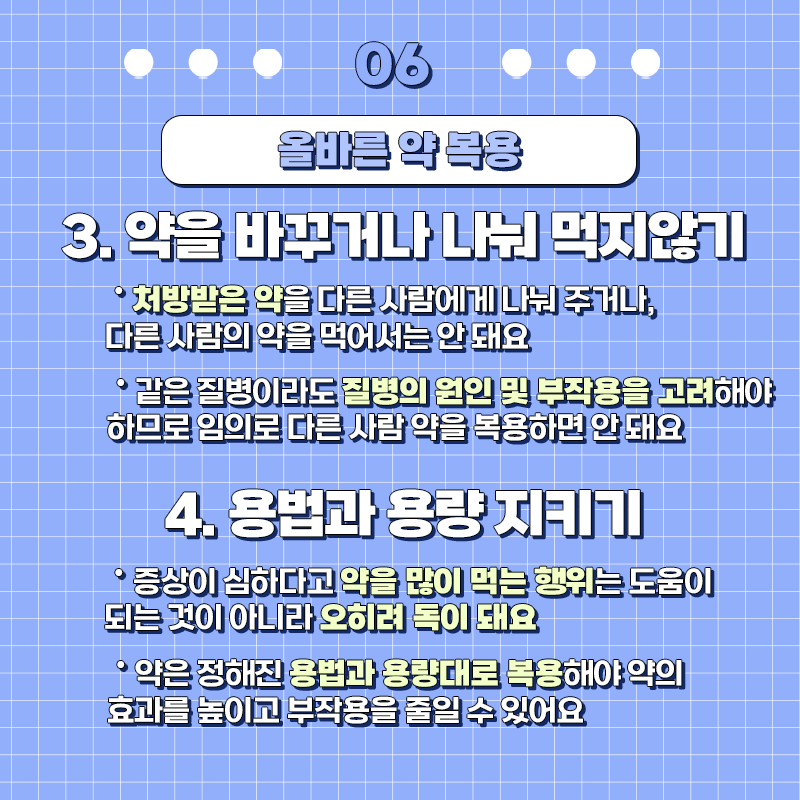 06
올바른 약 복용
3. 약을 바꾸거나 나눠 먹지않기
• 처방받은 약을 다른 사람에게 나눠 주거나,
다른 사람의 약을 먹어서는 안 돼요
• 같은 질병이라도 질병의 원인 및 부작용을 고려해야
하므로 임의로 다른 사람 약을 복용하면 안 돼요
4. 용법과 용량 지키기
• 증상이 심하다고 약을 많이 먹는 행위는 도움이
되는 것이 아니라 오히려 독이 돼요
• 약은 정해진 용법과 용량대로 복용해야 약의
효과를 높이고 부작용을 줄일 수 있어요